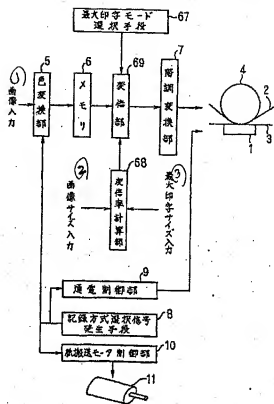 最大印字モード
選択手段
67
5
6
69
7
4
2
①
画像入力
色変換部
メモリ
変倍部
階調変換部
1
3
②
画像サイズ入力
変倍率計算部
68
③
最大印字サイズ入力
9
通電制御部
記録方式選択信号
発生手段
8
紙搬送モータ制御部
10
11